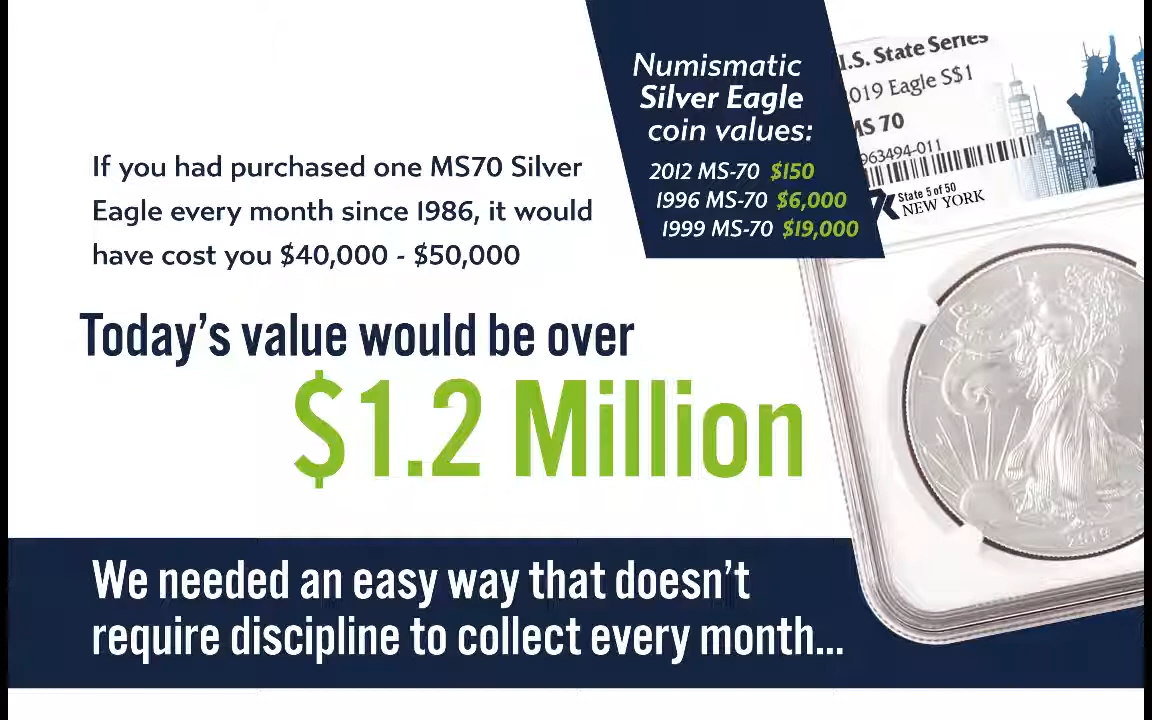 Numismatic
Silver Eagle
coin values:
2012 MS-70 $150
1996 MS-70 $6,000
1999 MS-70 $19,000
.S. State Series
2019 Eagle S$1
MS 70
963494-011
State 5 of 50
NEW YORK
If you had purchased one MS70 Silver
Eagle every month since 1986, it would
have cost you $40,000 - $50,000
Today's value would be over
$1.2 Million
2019
We needed an easy way that doesn't
require discipline to collect every month...